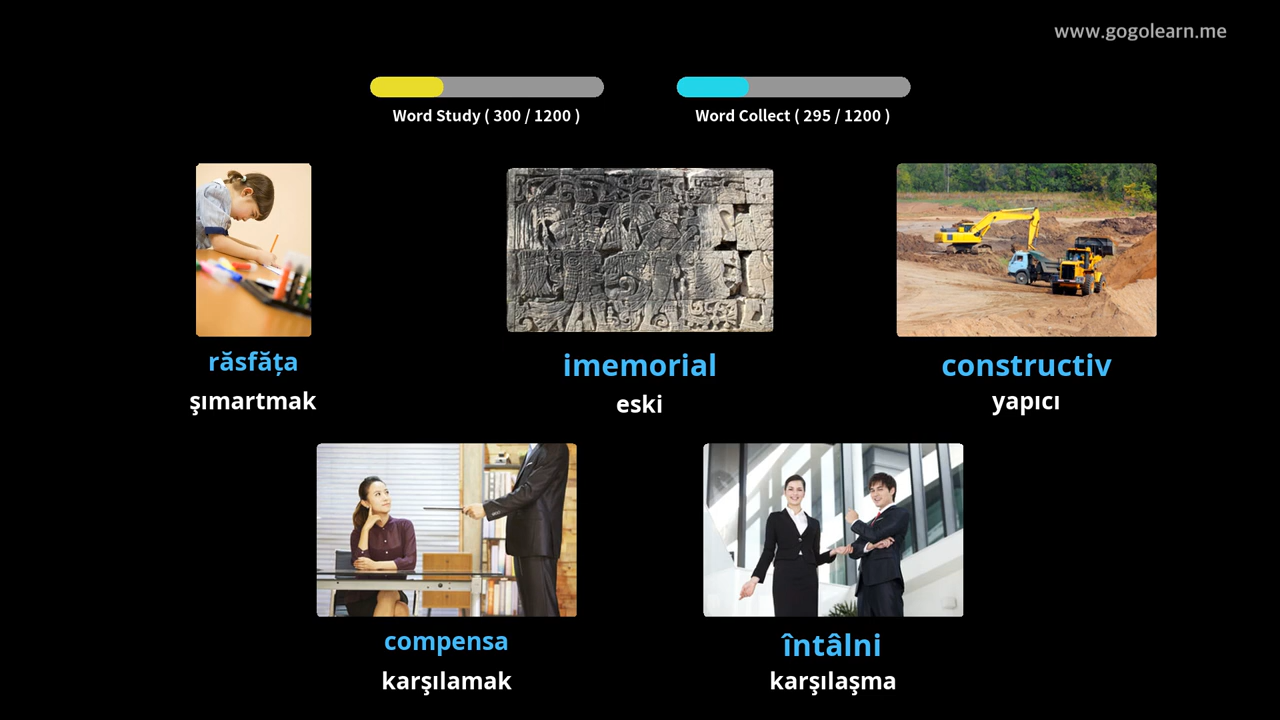 www.gogolearn.me
Word Study ( 300 / 1200 )
Word Collect ( 295 / 1200 )
răsfăța
şımartmak
imemorial
eski
constructiv
yapıcı
compensa
karşılamak
întâlni
karşılaşma